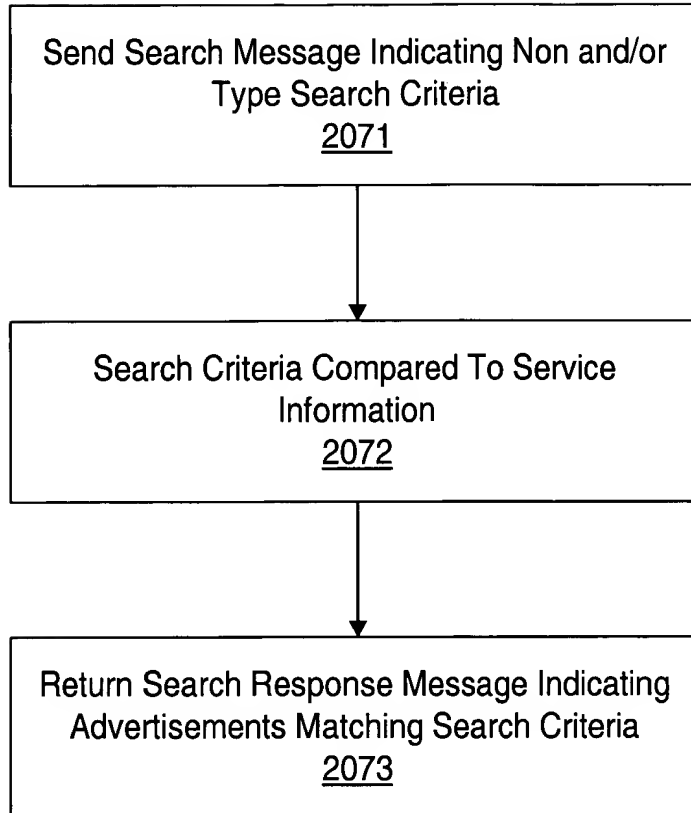 Send Search Message Indicating Non and/or
Type Search Criteria
2071
Search Criteria Compared To Service
Information
2072
Return Search Response Message Indicating
Advertisements Matching Search Criteria
2073